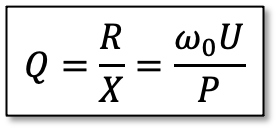 Q = R/X = ω₀U/P